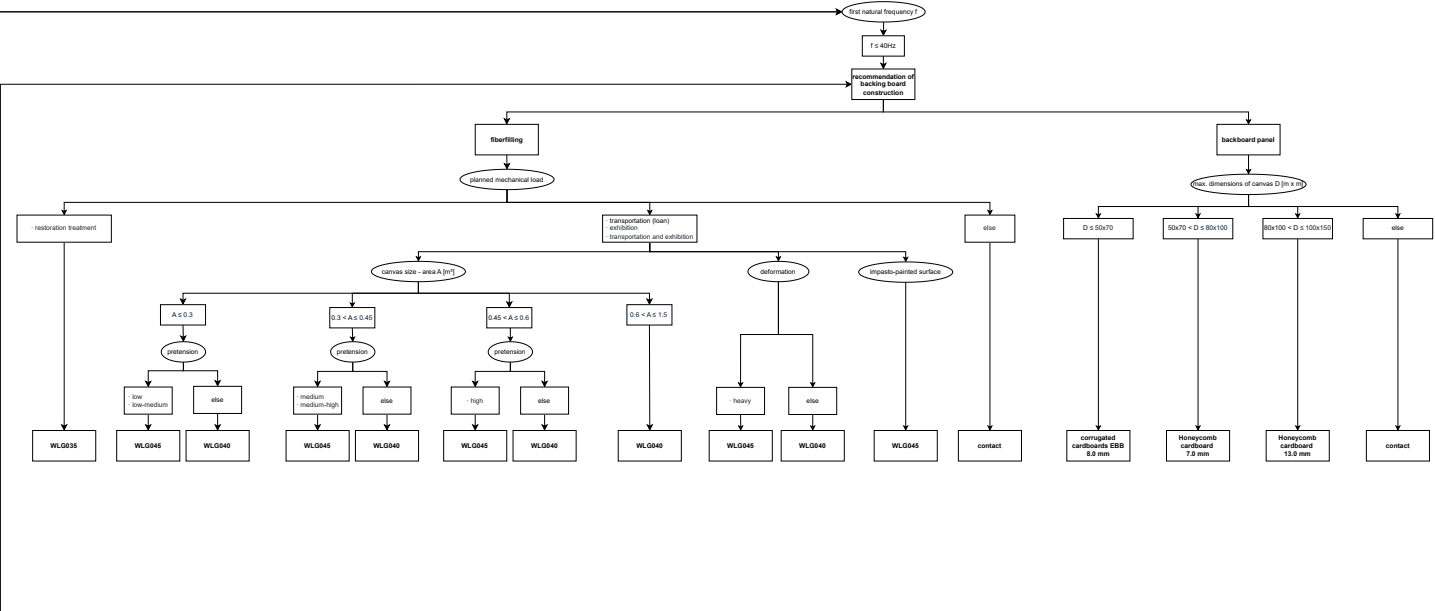 first natural frequency f
f ≤ 40Hz
recommendation of
backing board
construction
fiberfilling
backboard panel
planned mechanical load
max. dimensions of canvas D [m x m]
- restoration treatment
- transportation (loan)
- exhibition
- transportation and exhibition
else
D ≤ 50x70
50x70 < D ≤ 80x100
80x100 < D ≤ 100x150
else
canvas size - area A [m²]
deformation
impasto-painted surface
A ≤ 0.3
0.3 < A ≤ 0.45
0.45 < A ≤ 0.6
0.6 < A ≤ 1.5
pretension
pretension
pretension
- low
- low-medium
else
- medium
- medium-high
else
- high
else
- heavy
else
WLG035
WLG045
WLG040
WLG045
WLG040
WLG045
WLG040
WLG040
WLG045
WLG040
WLG045
contact
corrugated
cardboards EBB
8.0 mm
Honeycomb
cardboard
7.0 mm
Honeycomb
cardboard
13.0 mm
contact